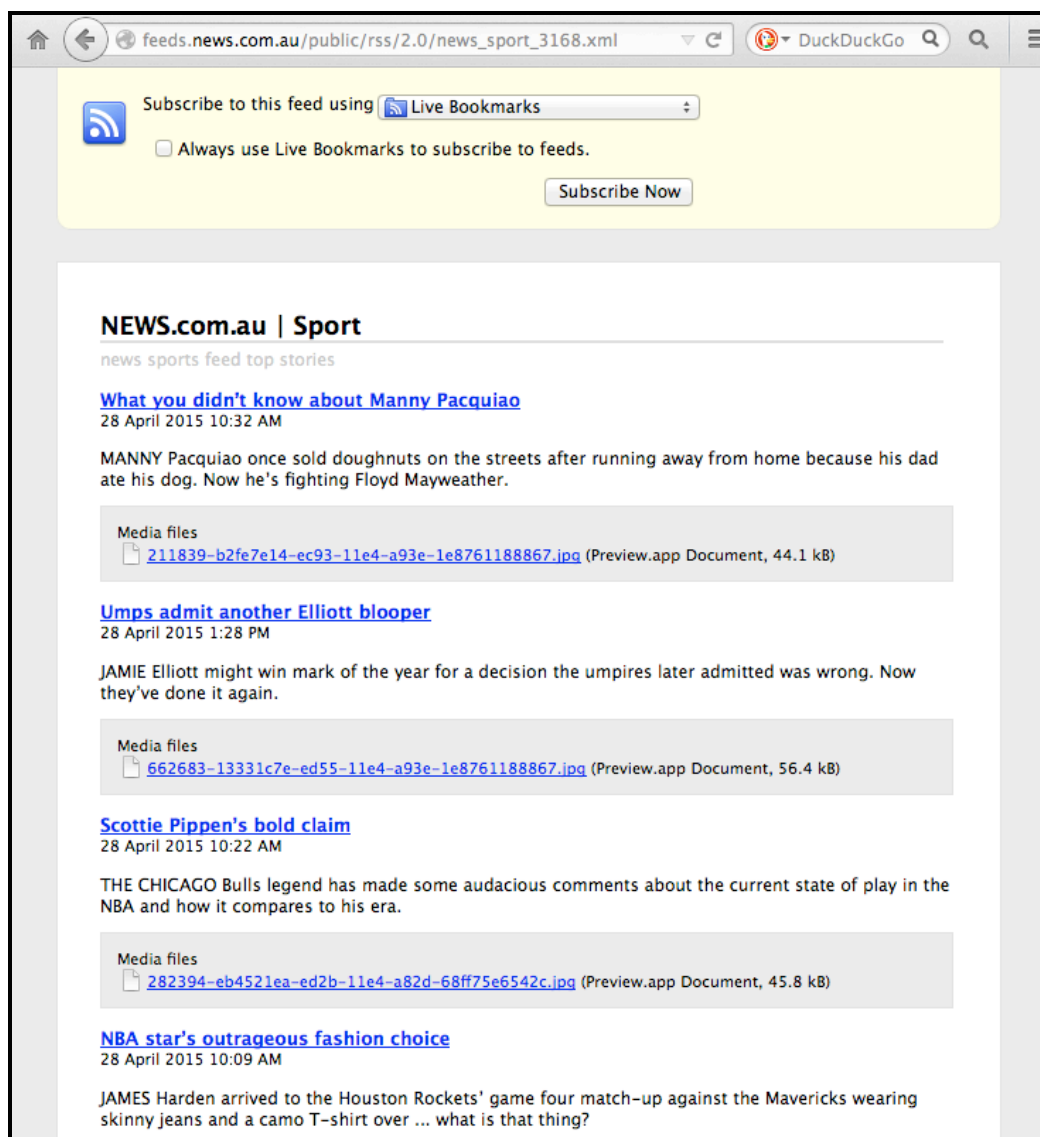 feeds.news.com.au/public/rss/2.0/news_sport_3168.xml
DuckDuckGo
Subscribe to this feed using Live Bookmarks
Always use Live Bookmarks to subscribe to feeds.
Subscribe Now
NEWS.com.au | Sport
news sports feed top stories
What you didn't know about Manny Pacquiao
28 April 2015 10:32 AM
MANNY Pacquiao once sold doughnuts on the streets after running away from home because his dad
ate his dog. Now he's fighting Floyd Mayweather.
Media files
211839-b2fe7e14-ec93-11e4-a93e-1e8761188867.jpg (Preview.app Document, 44.1 kB)
Umps admit another Elliott blooper
28 April 2015 1:28 PM
JAMIE Elliott might win mark of the year for a decision the umpires later admitted was wrong. Now
they've done it again.
Media files
662683-13331c7e-ed55-11e4-a93e-1e8761188867.jpg (Preview.app Document, 56.4 kB)
Scottie Pippen's bold claim
28 April 2015 10:22 AM
THE CHICAGO Bulls legend has made some audacious comments about the current state of play in the
NBA and how it compares to his era.
Media files
282394-eb4521ea-ed2b-11e4-a82d-68ff75e6542c.jpg (Preview.app Document, 45.8 kB)
NBA star's outrageous fashion choice
28 April 2015 10:09 AM
JAMES Harden arrived to the Houston Rockets' game four match-up against the Mavericks wearing
skinny jeans and a camo T-shirt over ... what is that thing?